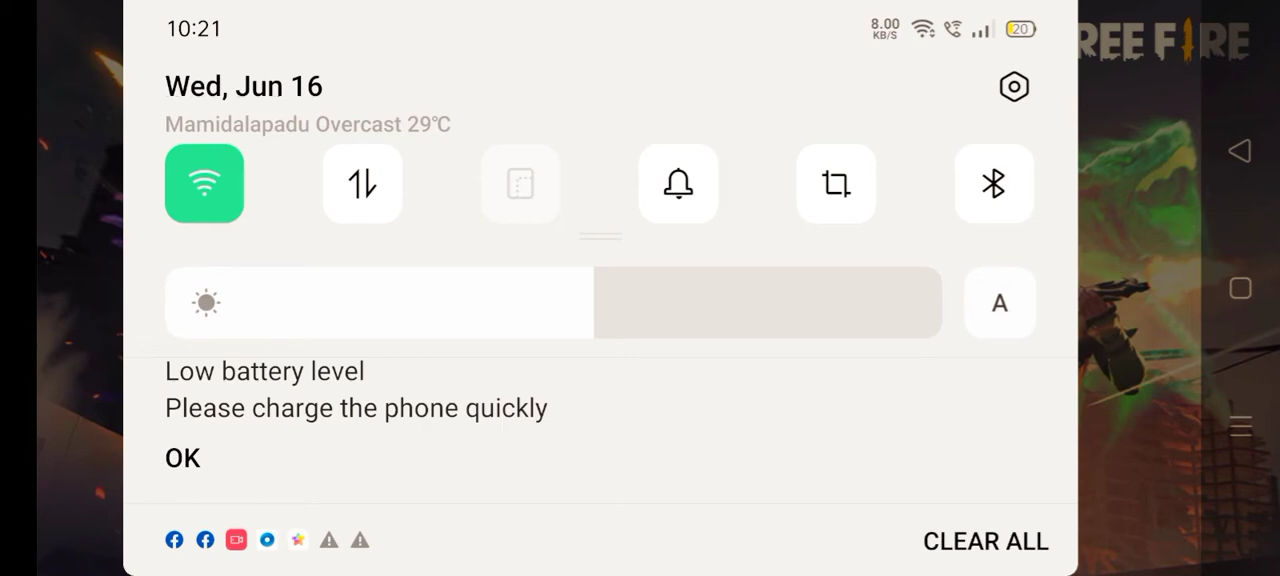 10:21
8.00
KB/S
20
Wed, Jun 16
Mamidalapadu Overcast 29℃
A
Low battery level
Please charge the phone quickly
OK
CLEAR ALL
REE FIRE